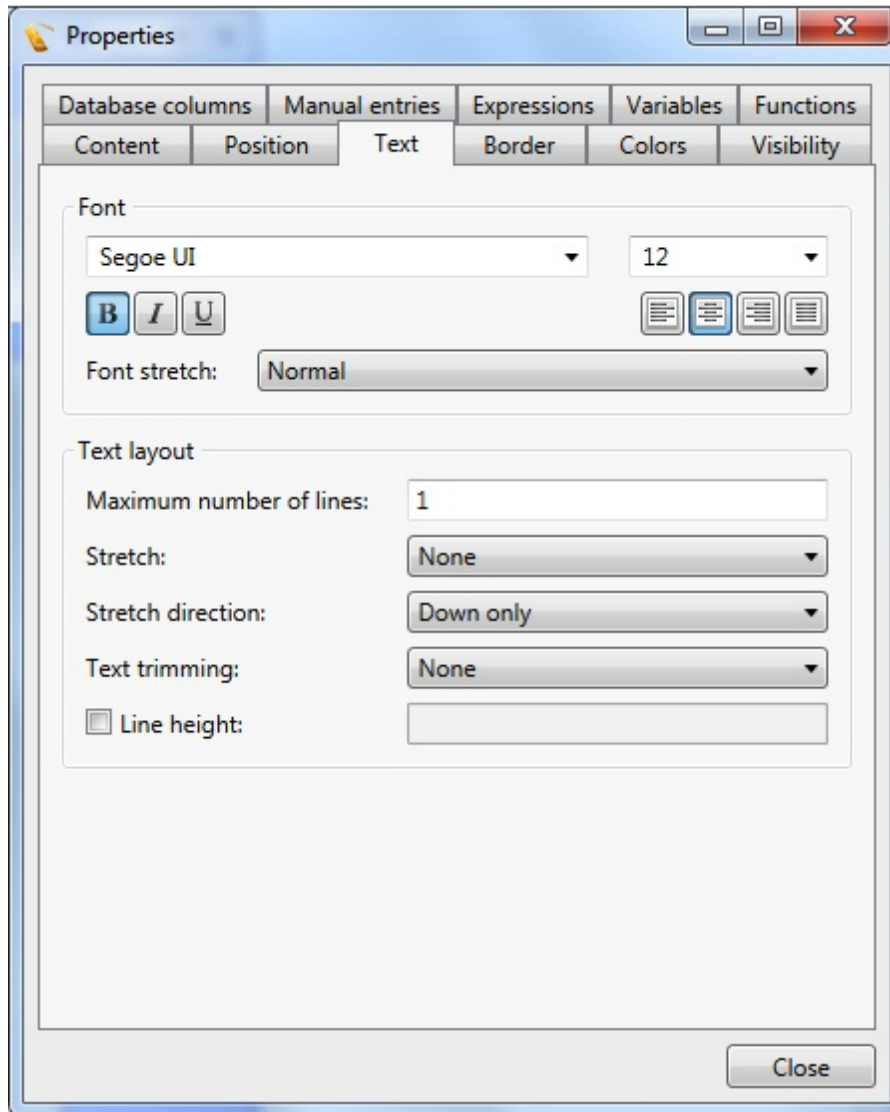 Properties
Database columns Manual entries Expressions Variables Functions
Content Position Text Border Colors Visibility
Font
Segoe UI 12
B I U
Font stretch: Normal
Text layout
Maximum number of lines: 1
Stretch: None
Stretch direction: Down only
Text trimming: None
Line height:
Close